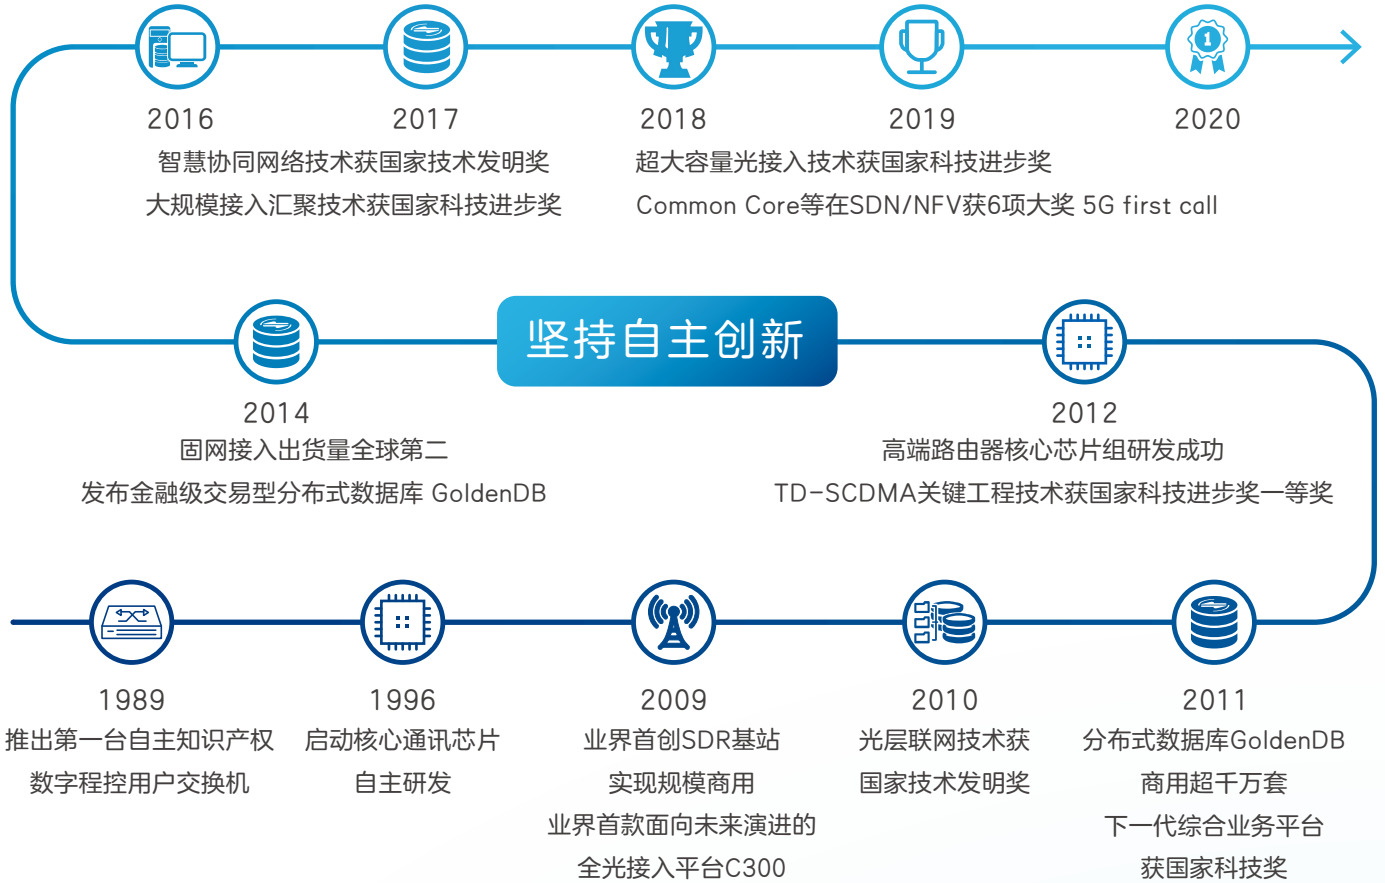 2016
2017
2018
2019
2020
智慧协同网络技术获国家技术发明奖
大规模接入汇聚技术获国家科技进步奖
超大容量光接入技术获国家科技进步奖
Common Core等在SDN/NFV获6项大奖 5G first call
坚持自主创新
2014
固网接入出货量全球第二
发布金融级交易型分布式数据库 GoldenDB
2012
高端路由器核心芯片组研发成功
TD-SCDMA关键工程技术获国家科技进步奖一等奖
1989
推出第一台自主知识产权
数字程控用户交换机
1996
启动核心通讯芯片
自主研发
2009
业界首创SDR基站
实现规模商用
业界首款面向未来演进的
全光接入平台C300
2010
光层联网技术获
国家技术发明奖
2011
分布式数据库GoldenDB
商用超千万套
下一代综合业务平台
获国家科技奖
1